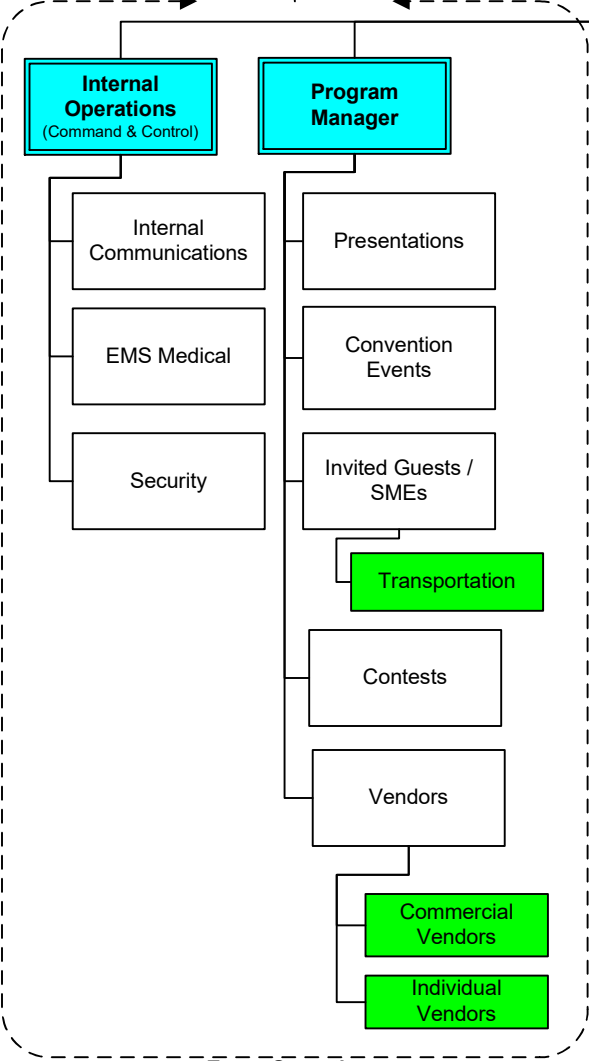 Internal
Operations
(Command & Control)
Program
Manager
Internal
Communications
EMS Medical
Security
Presentations
Convention
Events
Invited Guests /
SMEs
Transportation
Contests
Vendors
Commercial
Vendors
Individual
Vendors